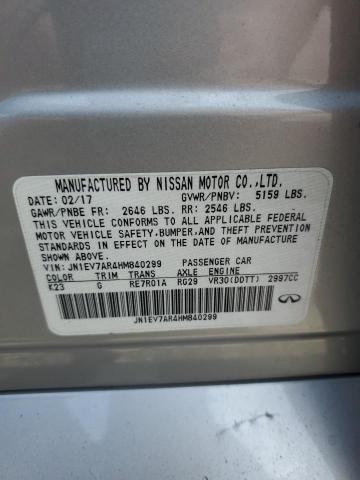 MANUFACTURED BY NISSAN MOTOR CO.,LTD.
DATE: 02/17 GVWR/PNBV: 5159 LBS.
GAWR/PNBE FR: 2646 LBS. RR: 2546 LBS.
THIS VEHICLE CONFORMS TO ALL APPLICABLE FEDERAL
MOTOR VEHICLE SAFETY,BUMPER,AND THEFT PREVENTION
STANDARDS IN EFFECT ON THE DATE OF MANUFACTURE
SHOWN ABOVE.
VIN: JN1EV7AR4HM840299 PASSENGER CAR
COLOR TRIM TRANS AXLE ENGINE
K23 G RE7R01A RG29 VR30(DDTT) 2997CC
JN1EV7AR4HM840299